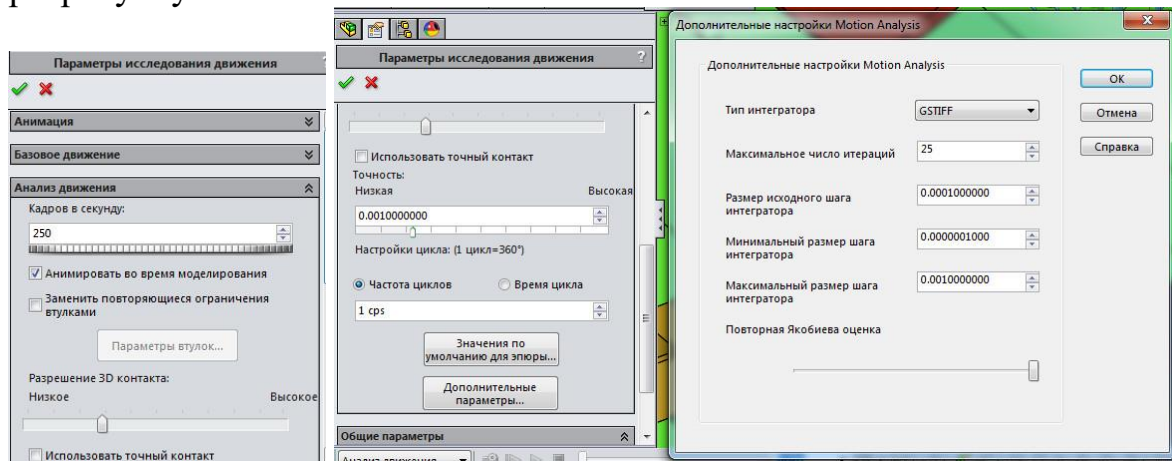 Параметры исследования движения
Анимация
Базовое движение
Анализ движения
Кадров в секунду:
250
Анимировать во время моделирования
Заменить повторяющиеся ограничения
втулками
Параметры втулок...
Разрешение 3D контакта:
Низкое Высокое
Использовать точный контакт
Параметры исследования движения ?
Использовать точный контакт
Точность:
Низкая Высокая
0.0010000000
Настройки цикла: (1 цикл=360°)
Частота циклов Время цикла
1 cps
Значения по
умолчанию для эпюры...
Дополнительные
параметры...
Общие параметры
Анализ движения
Дополнительные настройки Motion Analysis
Дополнительные настройки Motion Analysis
Тип интегратора GSTIFF
Максимальное число итераций 25
Размер исходного шага
интегратора 0.0001000000
Минимальный размер шага
интегратора 0.0000001000
Максимальный размер шага
интегратора 0.0010000000
Повторная Якобиева оценка
OK
Отмена
Справка